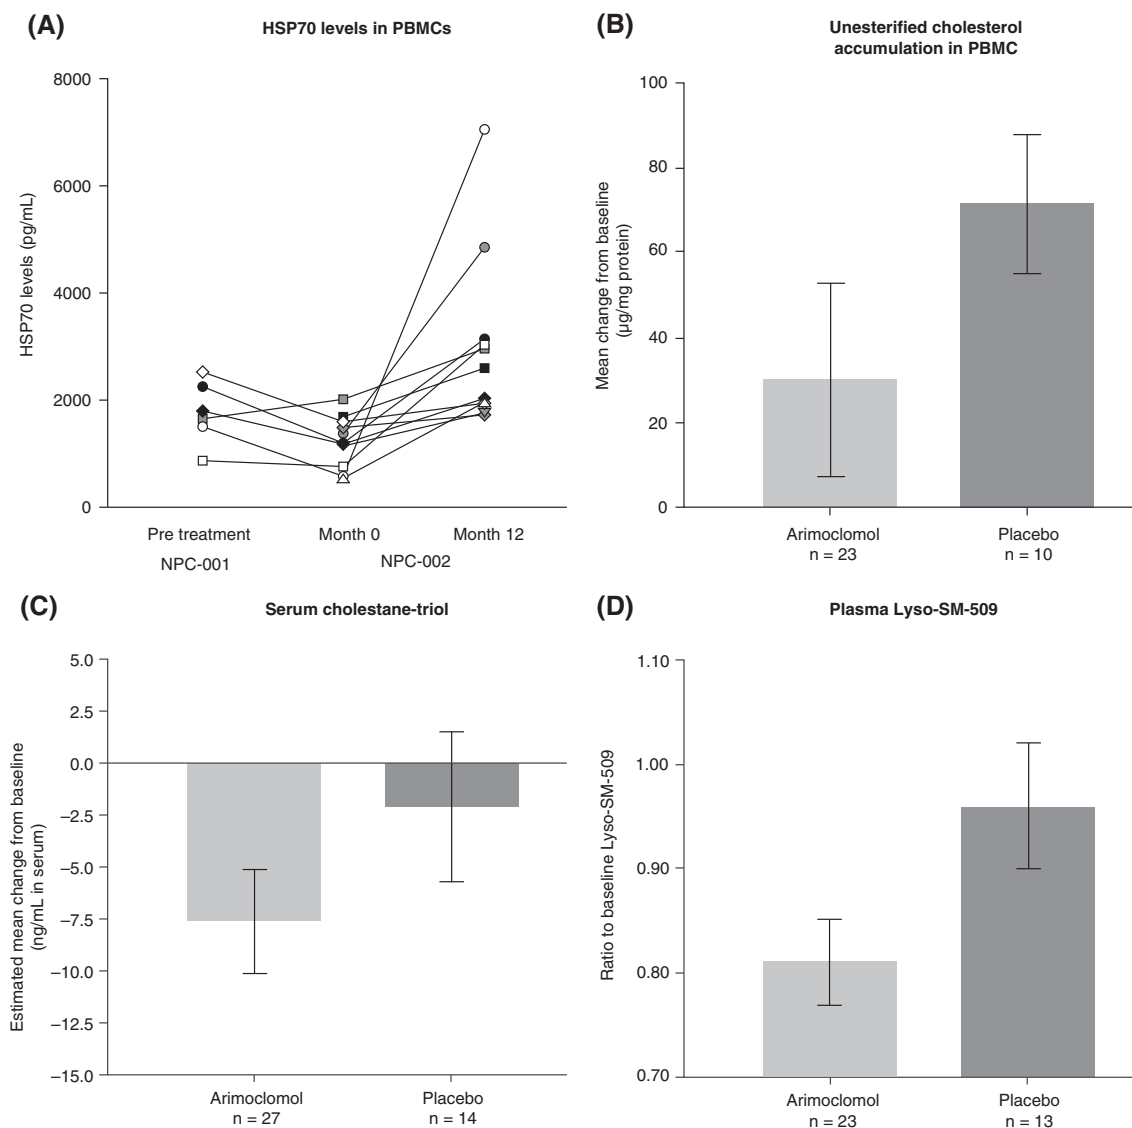 (A)
HSP70 levels in PBMCs
8000
6000
4000
2000
0
HSP70 levels (pg/mL)
Pre treatment
Month 0
Month 12
NPC-001
NPC-002
(B)
Unesterified cholesterol
accumulation in PBMC
100
80
60
40
20
0
Mean change from baseline
(µg/mg protein)
Arimoclomol
n = 23
Placebo
n = 10
(C)
Serum cholestane-triol
5.0
2.5
0.0
–2.5
–5.0
–7.5
–10.0
–12.5
–15.0
Estimated mean change from baseline
(ng/mL in serum)
Arimoclomol
n = 27
Placebo
n = 14
(D)
Plasma Lyso-SM-509
1.10
1.00
0.90
0.80
0.70
Ratio to baseline Lyso-SM-509
Arimoclomol
n = 23
Placebo
n = 13